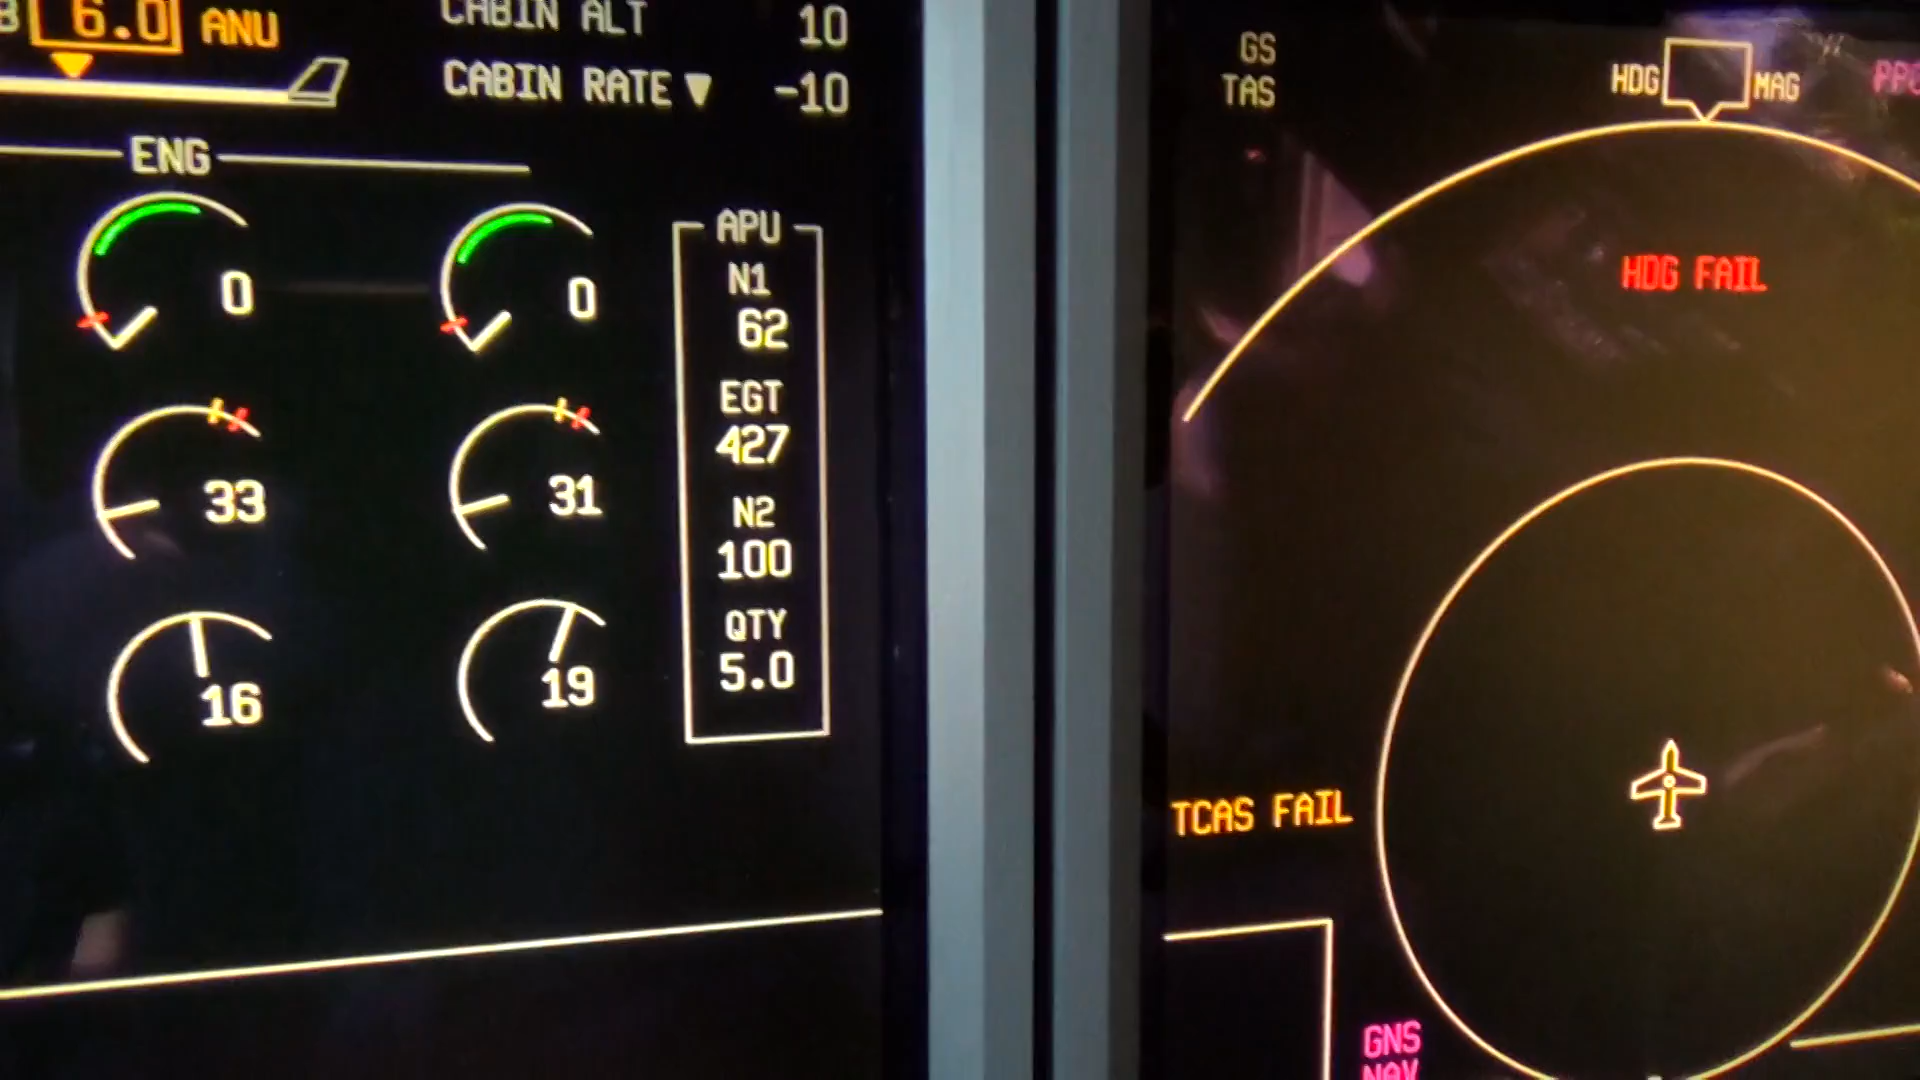 6.0 ANU
CABIN ALT 10
CABIN RATE ▼ -10
ENG
0 0
33 31
16 19
APU
N1
62
EGT
427
N2
100
QTY
5.0
GS
TAS
HDG MAG
HDG FAIL
TCAS FAIL
GNS
NAV